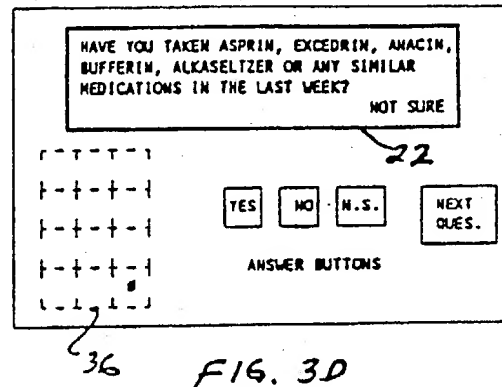 HAVE YOU TAKEN ASPRIN, EXCEDRIN, ANACIN,
BUFFERIN, ALKASELTZER OR ANY SIMILAR
MEDICATIONS IN THE LAST WEEK?
NOT SURE
22
YES NO N.S. NEXT QUES.
ANSWER BUTTONS
36
FIG. 3D